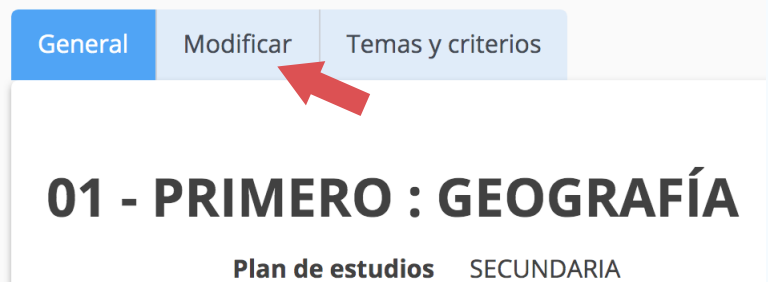 General Modificar Temas y criterios
01 - PRIMERO : GEOGRAFÍA
Plan de estudios SECUNDARIA